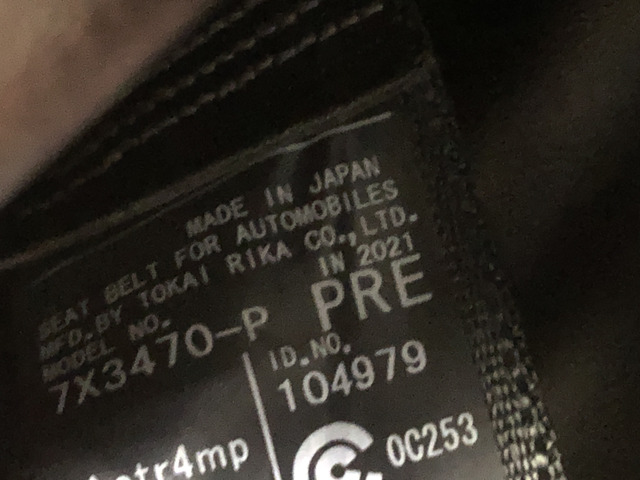 MADE IN JAPAN
SEAT BELT FOR AUTOMOBILES
MFD. BY TOKAI RIKA CO., LTD.
IN 2021
MODEL NO.
7X3470-P PRE
ID.NO.
104979
0C253